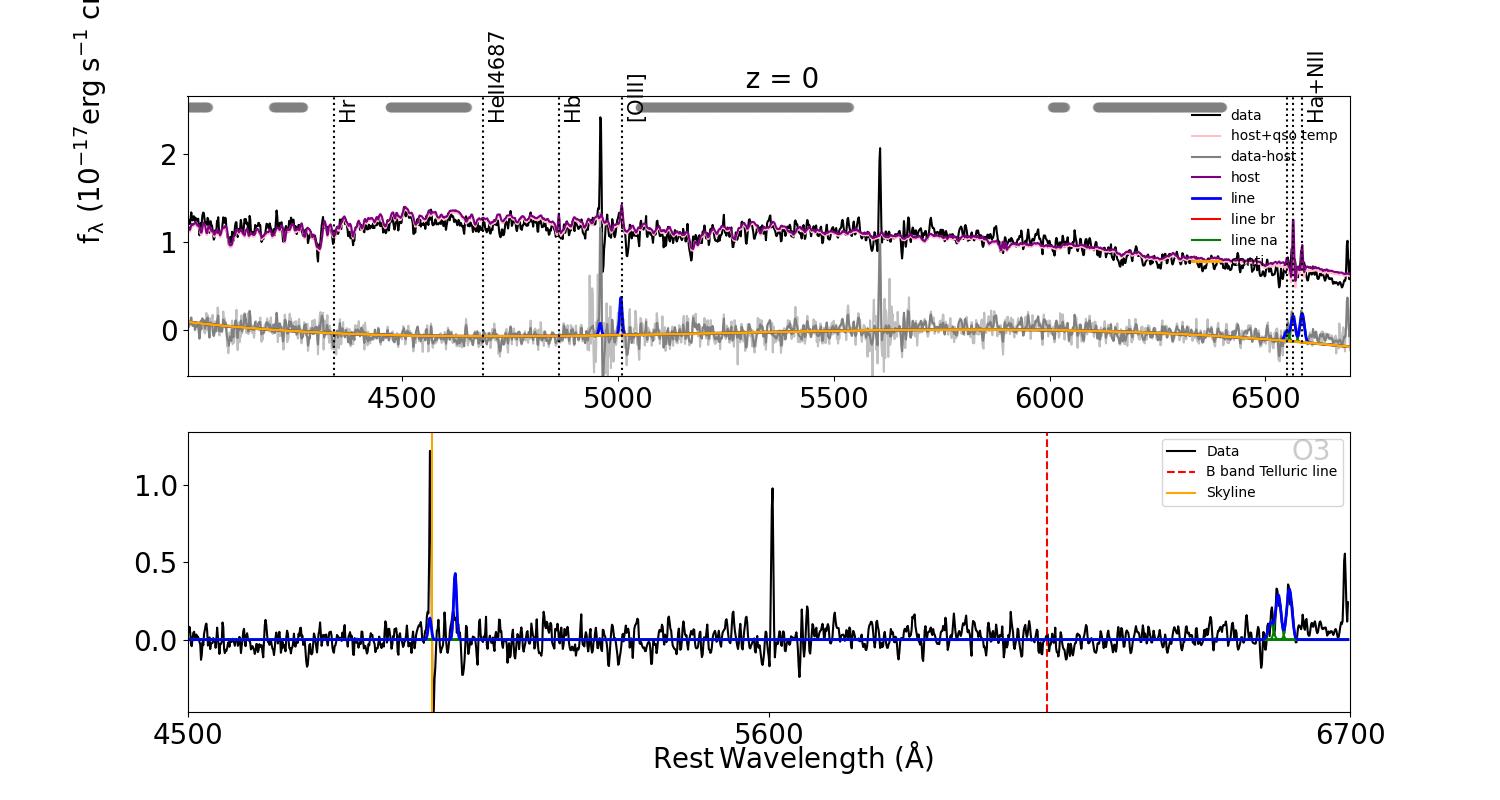 z = 0
f_λ (10^−17 erg s^−1
Hr
HeII4687
Hb
[OIII]
Ha+NII
2
1
0
data
host+qso temp
data-host
host
line
line br
line na
4500
5000
5500
6000
6500
O3
Data
B band Telluric line
Skyline
1.0
0.5
0.0
4500
5600
6700
Rest Wavelength (Å)